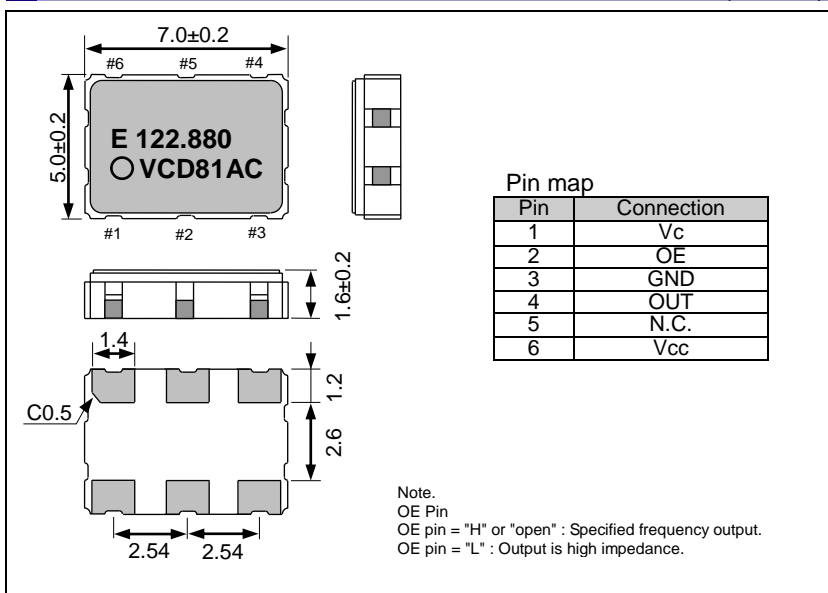 7.0±0.2
#6 #5 #4
5.0±0.2
E 122.880
VCD81AC
#1 #2 #3
1.6±0.2
1.4
1.2
C0.5
2.6
2.54 2.54
Pin map
Pin Connection
1 Vc
2 OE
3 GND
4 OUT
5 N.C.
6 Vcc
Note.
OE Pin
OE pin = "H" or "open" : Specified frequency output.
OE pin = "L" : Output is high impedance.